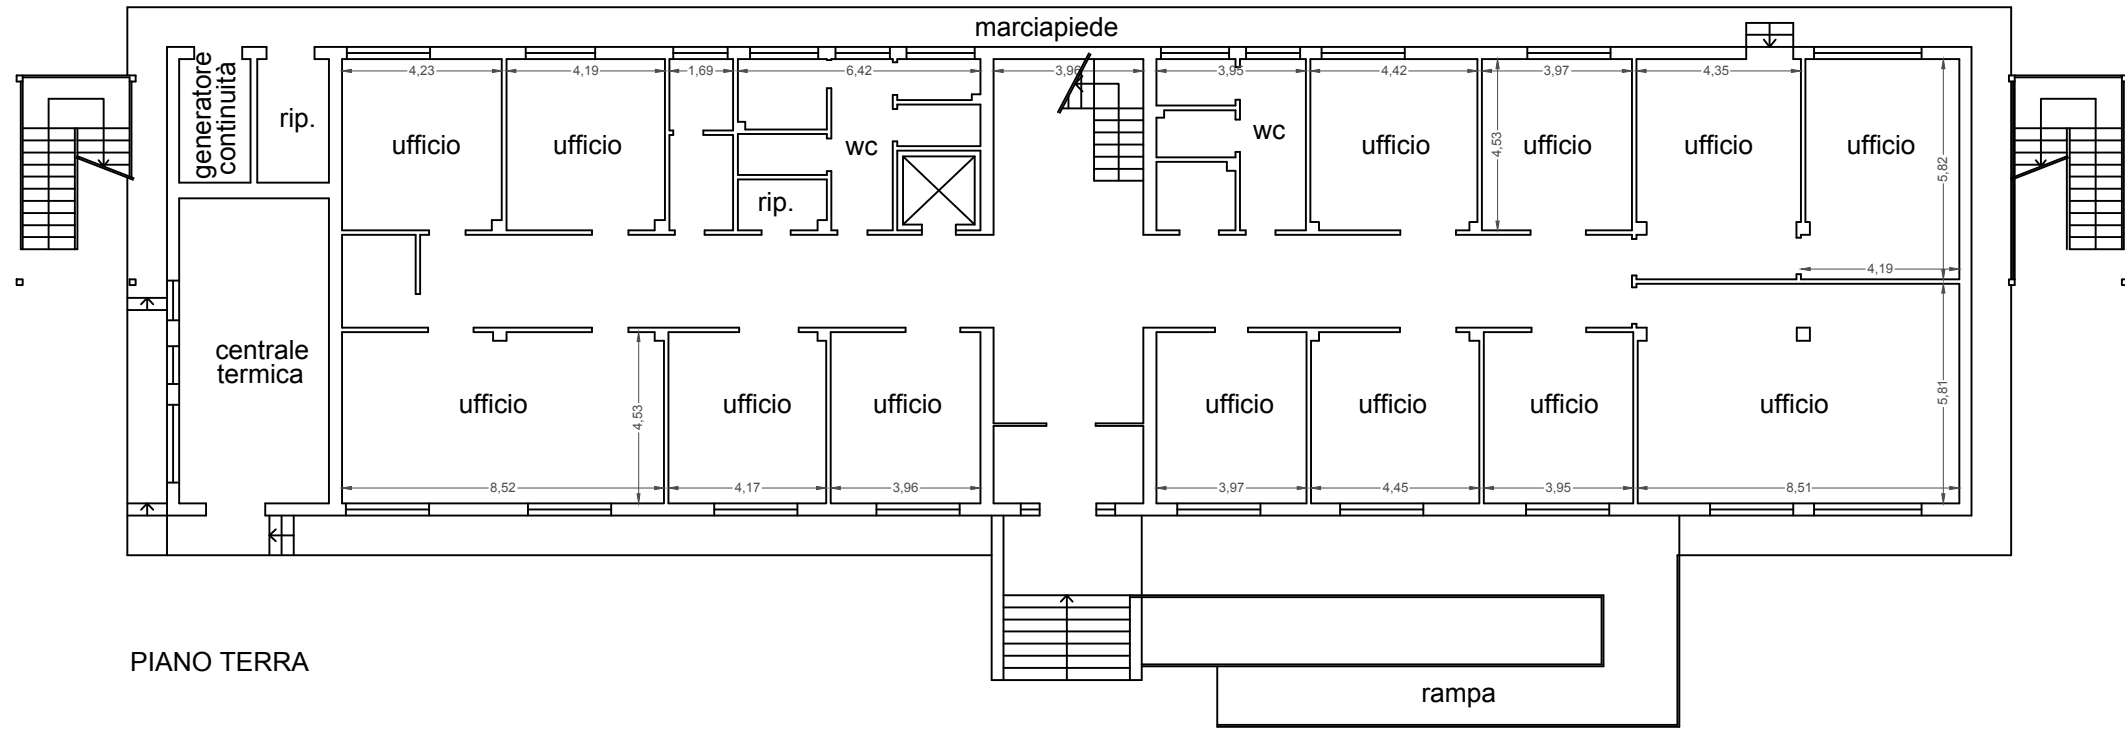 marciapiede
generatore
continuità
rip.
4,23
4,19
1,69
6,42
3,96
3,95
4,42
3,97
4,35
ufficio
ufficio
wc
wc
ufficio
4,53
ufficio
ufficio
ufficio
5,82
rip.
4,19
centrale
termica
ufficio
4,53
ufficio
ufficio
ufficio
ufficio
ufficio
ufficio
5,81
8,52
4,17
3,96
3,97
4,45
3,95
8,51
PIANO TERRA
rampa